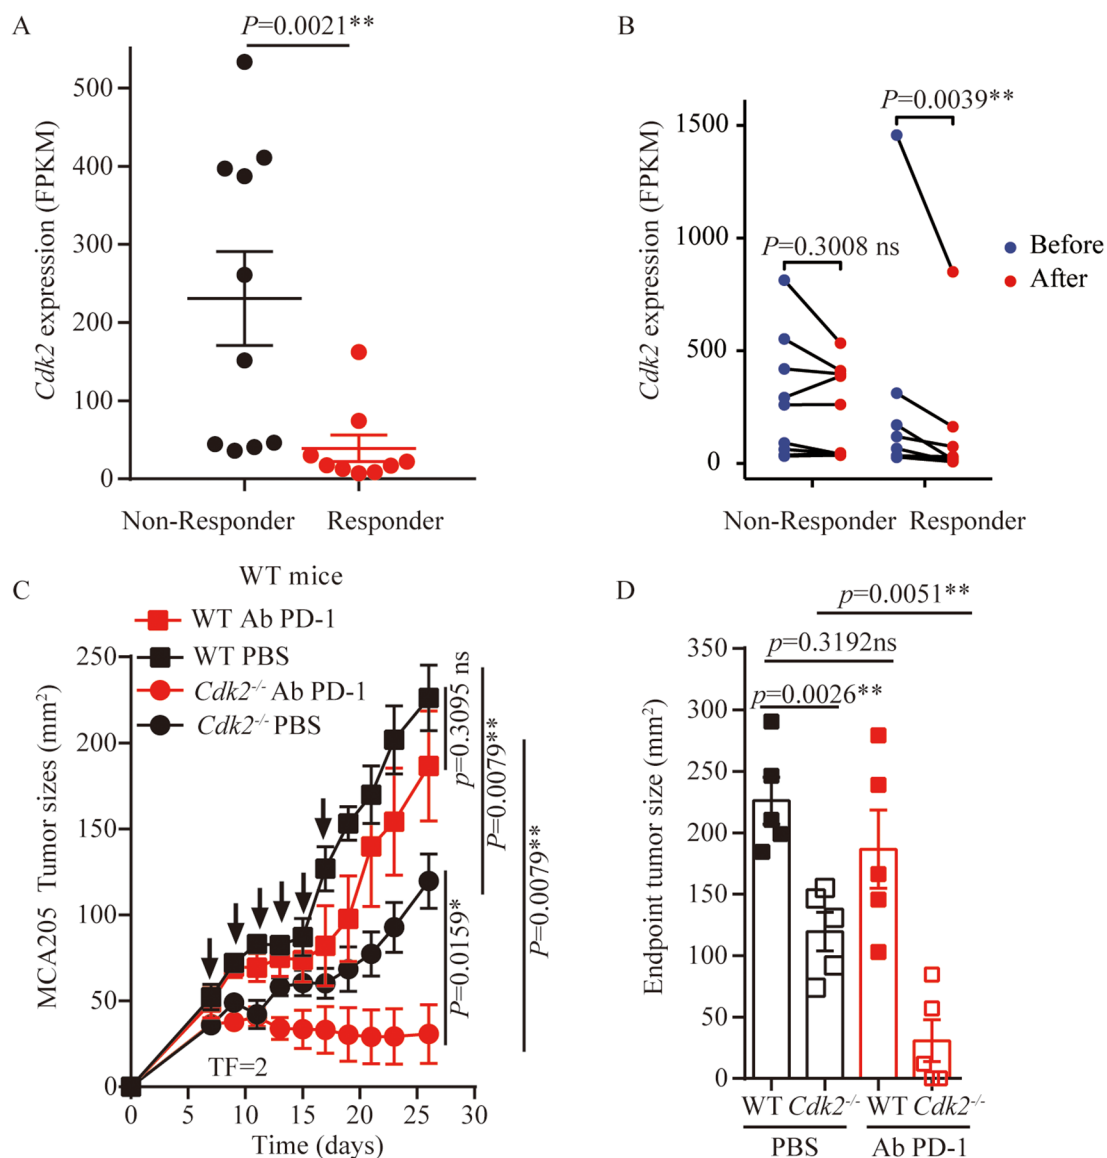 A
P=0.0021**
Cdk2 expression (FPKM)
500
400
300
200
100
0
Non-Responder
Responder
B
P=0.0039**
P=0.3008 ns
Cdk2 expression (FPKM)
1500
1000
500
0
Before
After
Non-Responder
Responder
C
WT mice
WT Ab PD-1
WT PBS
Cdk2-/- Ab PD-1
Cdk2-/- PBS
MCA205 Tumor sizes (mm²)
250
200
150
100
50
0
TF=2
0 5 10 15 20 25 30
Time (days)
p=0.3095 ns
P=0.0079**
P=0.0159*
P=0.0079**
D
p=0.0051**
p=0.3192ns
p=0.0026**
Endpoint tumor size (mm²)
350
300
250
200
150
100
50
0
WT Cdk2-/- WT Cdk2-/-
PBS
Ab PD-1